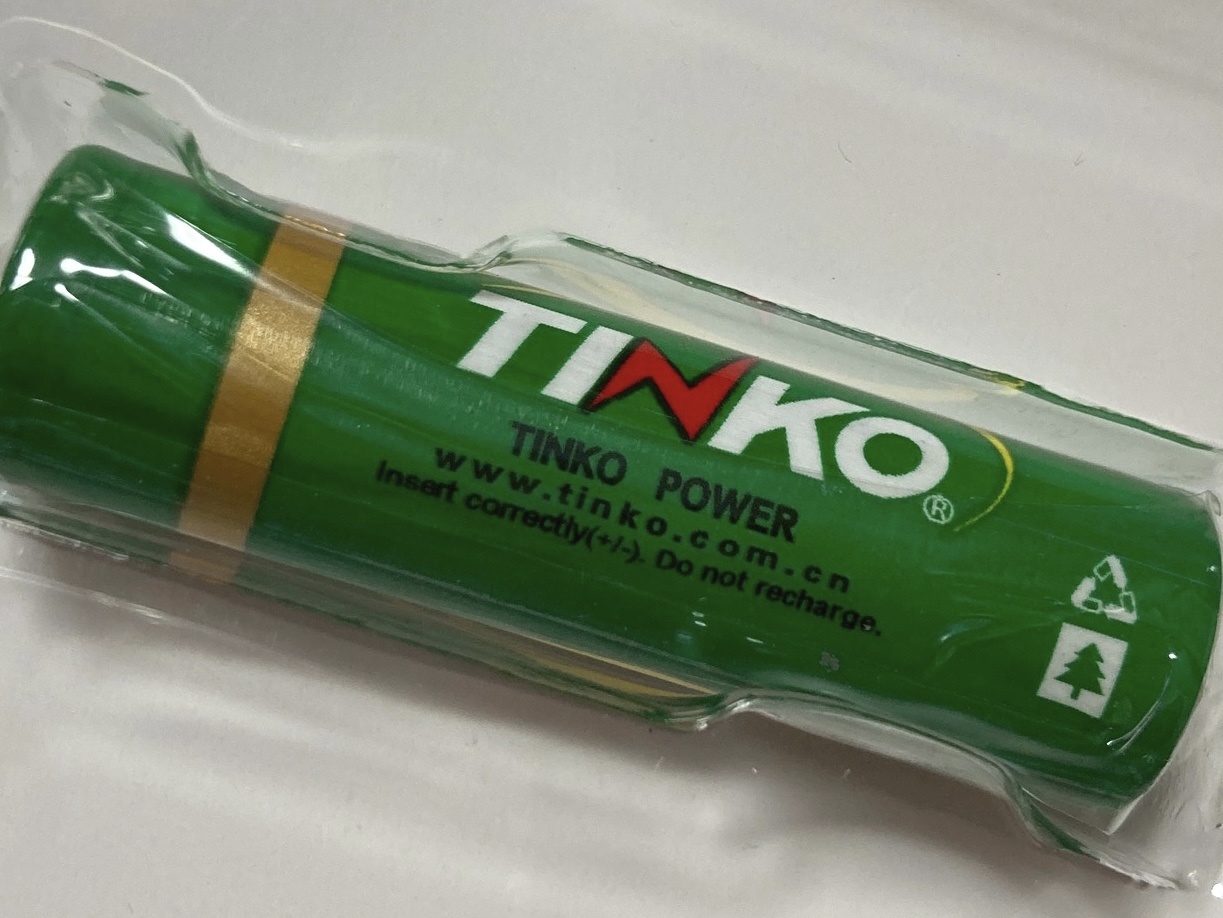 TINKO®
TINKO POWER
www.tinko.com.cn
Insert correctly(+/-). Do not recharge.